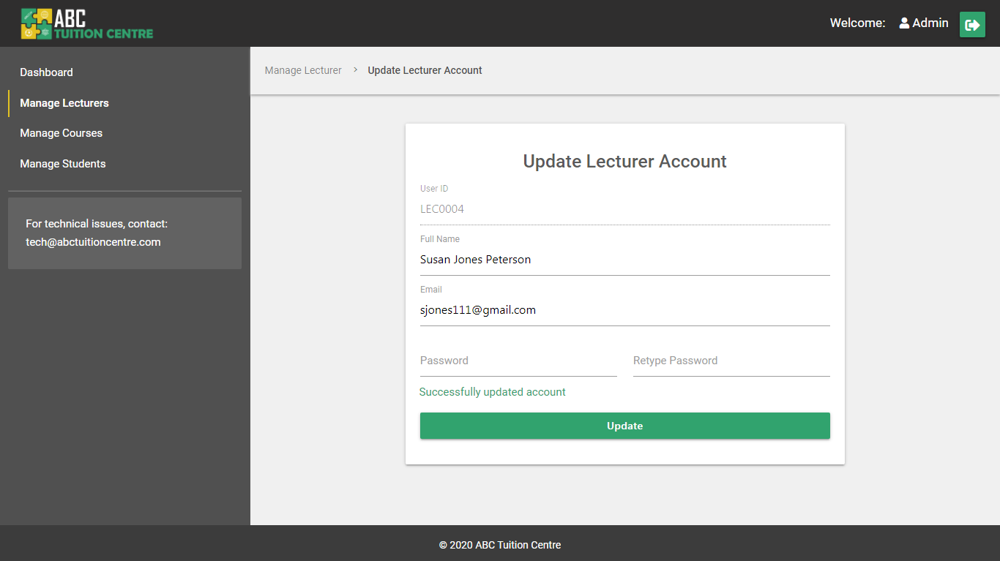 ABC
TUITION CENTRE
Welcome: Admin
Dashboard
Manage Lecturers
Manage Courses
Manage Students
For technical issues, contact:
tech@abctuitioncentre.com
Manage Lecturer > Update Lecturer Account
Update Lecturer Account
User ID
LEC0004
Full Name
Susan Jones Peterson
Email
sjones111@gmail.com
Password Retype Password
Successfully updated account
Update
© 2020 ABC Tuition Centre